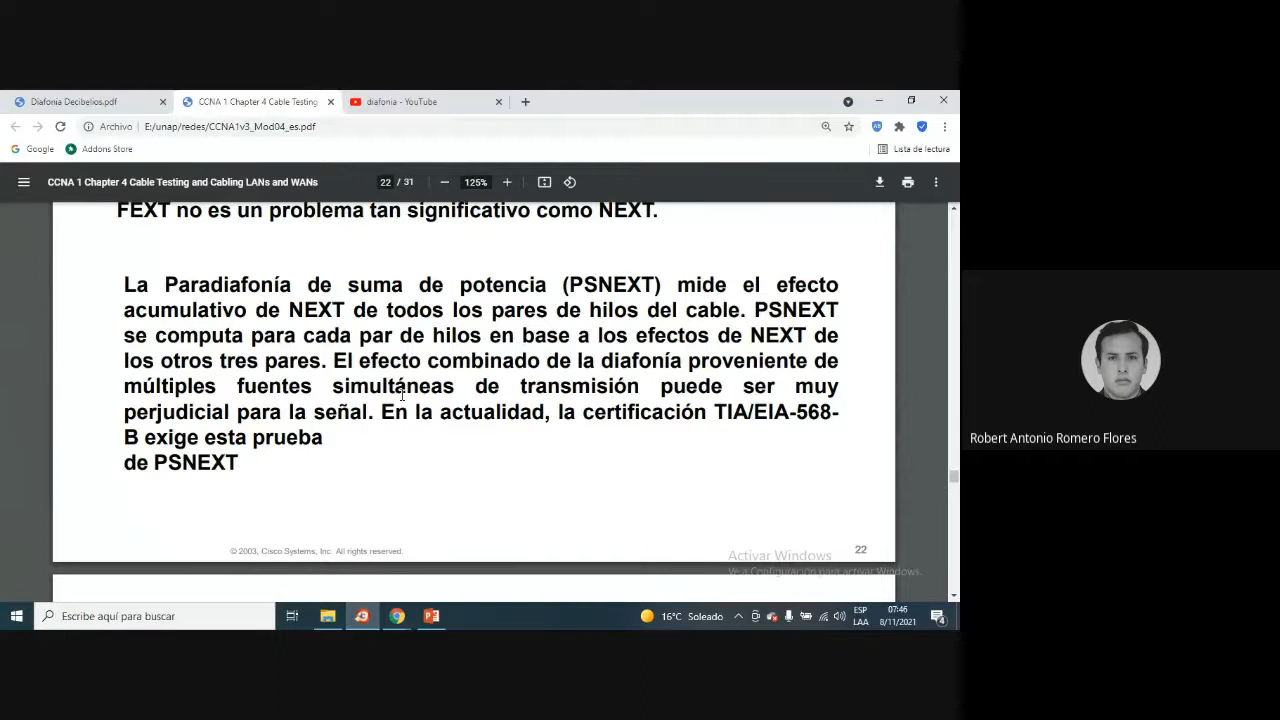 Diafonia Decibelios.pdf
CCNA 1 Chapter 4 Cable Testing
diafonia - YouTube
Archivo
E:/unap/redes/CCNA1v3_Mod04_es.pdf
Google
Addons Store
Lista de lectura
CCNA 1 Chapter 4 Cable Testing and Cabling LANs and WANs
22 / 31
125%
FEXT no es un problema tan significativo como NEXT.
La Paradiafonía de suma de potencia (PSNEXT) mide el efecto
acumulativo de NEXT de todos los pares de hilos del cable. PSNEXT
se computa para cada par de hilos en base a los efectos de NEXT de
los otros tres pares. El efecto combinado de la diafonía proveniente de
múltiples fuentes simultáneas de transmisión puede ser muy
perjudicial para la señal. En la actualidad, la certificación TIA/EIA-568-
B exige esta prueba
de PSNEXT
© 2003, Cisco Systems, Inc. All rights reserved.
22
Activar Windows
Ve a Configuración para activar Windows.
Robert Antonio Romero Flores
Escribe aquí para buscar
16°C Soleado
ESP
LAA
07:46
8/11/2021
4